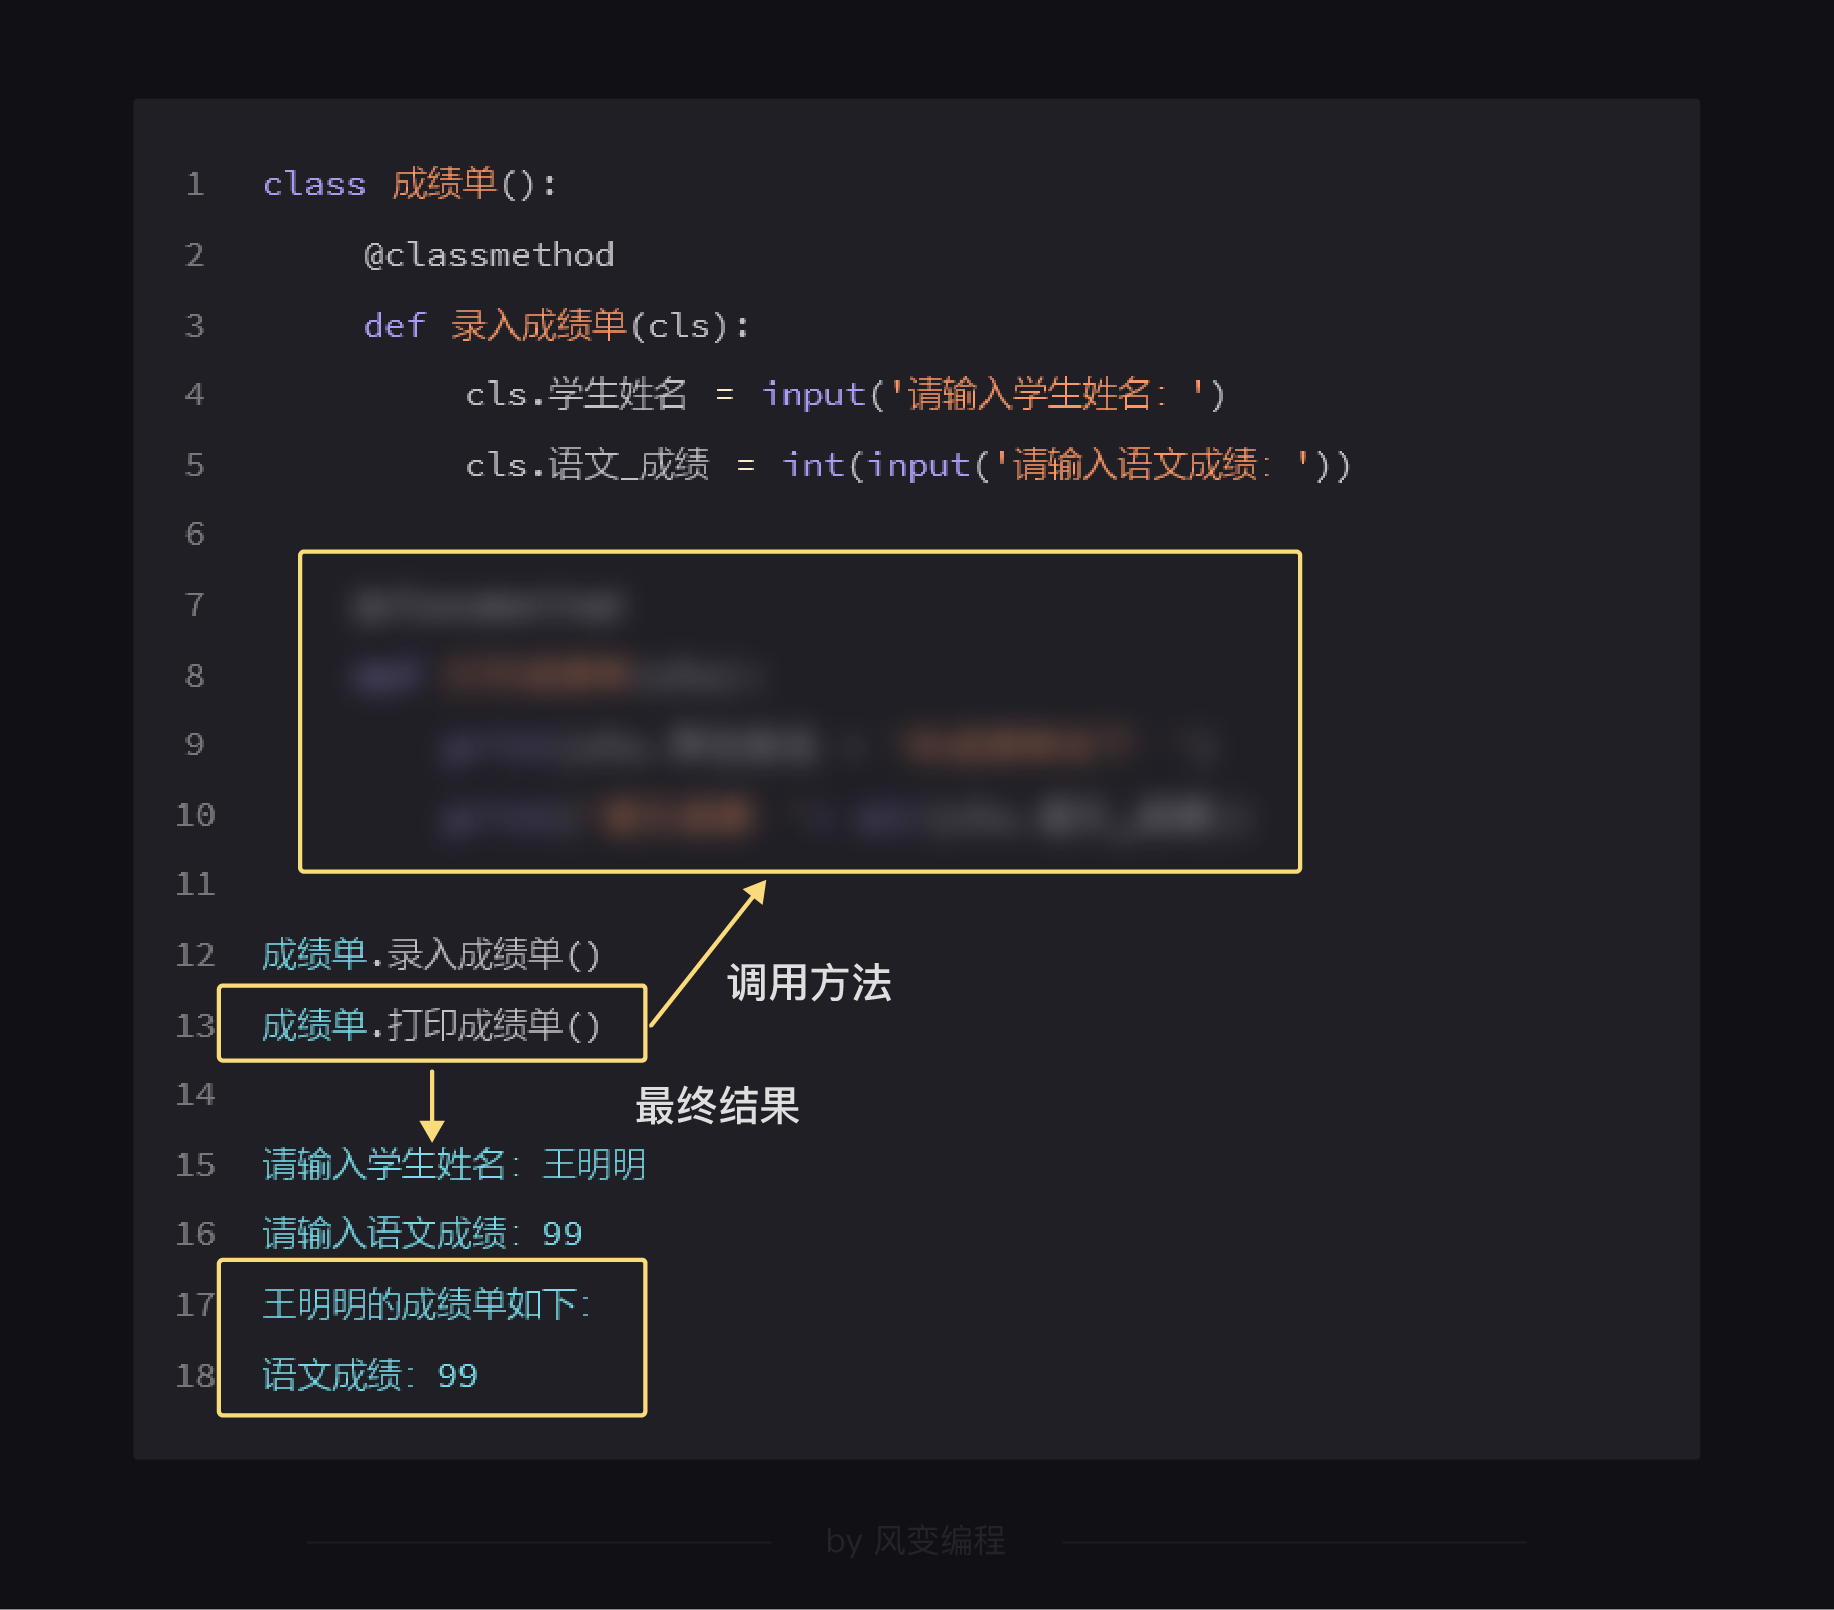 1 class 成绩单():
2 @classmethod
3 def 录入成绩单(cls):
4 cls.学生姓名 = input('请输入学生姓名：')
5 cls.语文_成绩 = int(input('请输入语文成绩：'))
6
7
8
9
10
11
12 成绩单.录入成绩单()
调用方法
13 成绩单.打印成绩单()
14
最终结果
15 请输入学生姓名：王明明
16 请输入语文成绩：99
17 王明明的成绩单如下：
18 语文成绩：99
by 风变编程